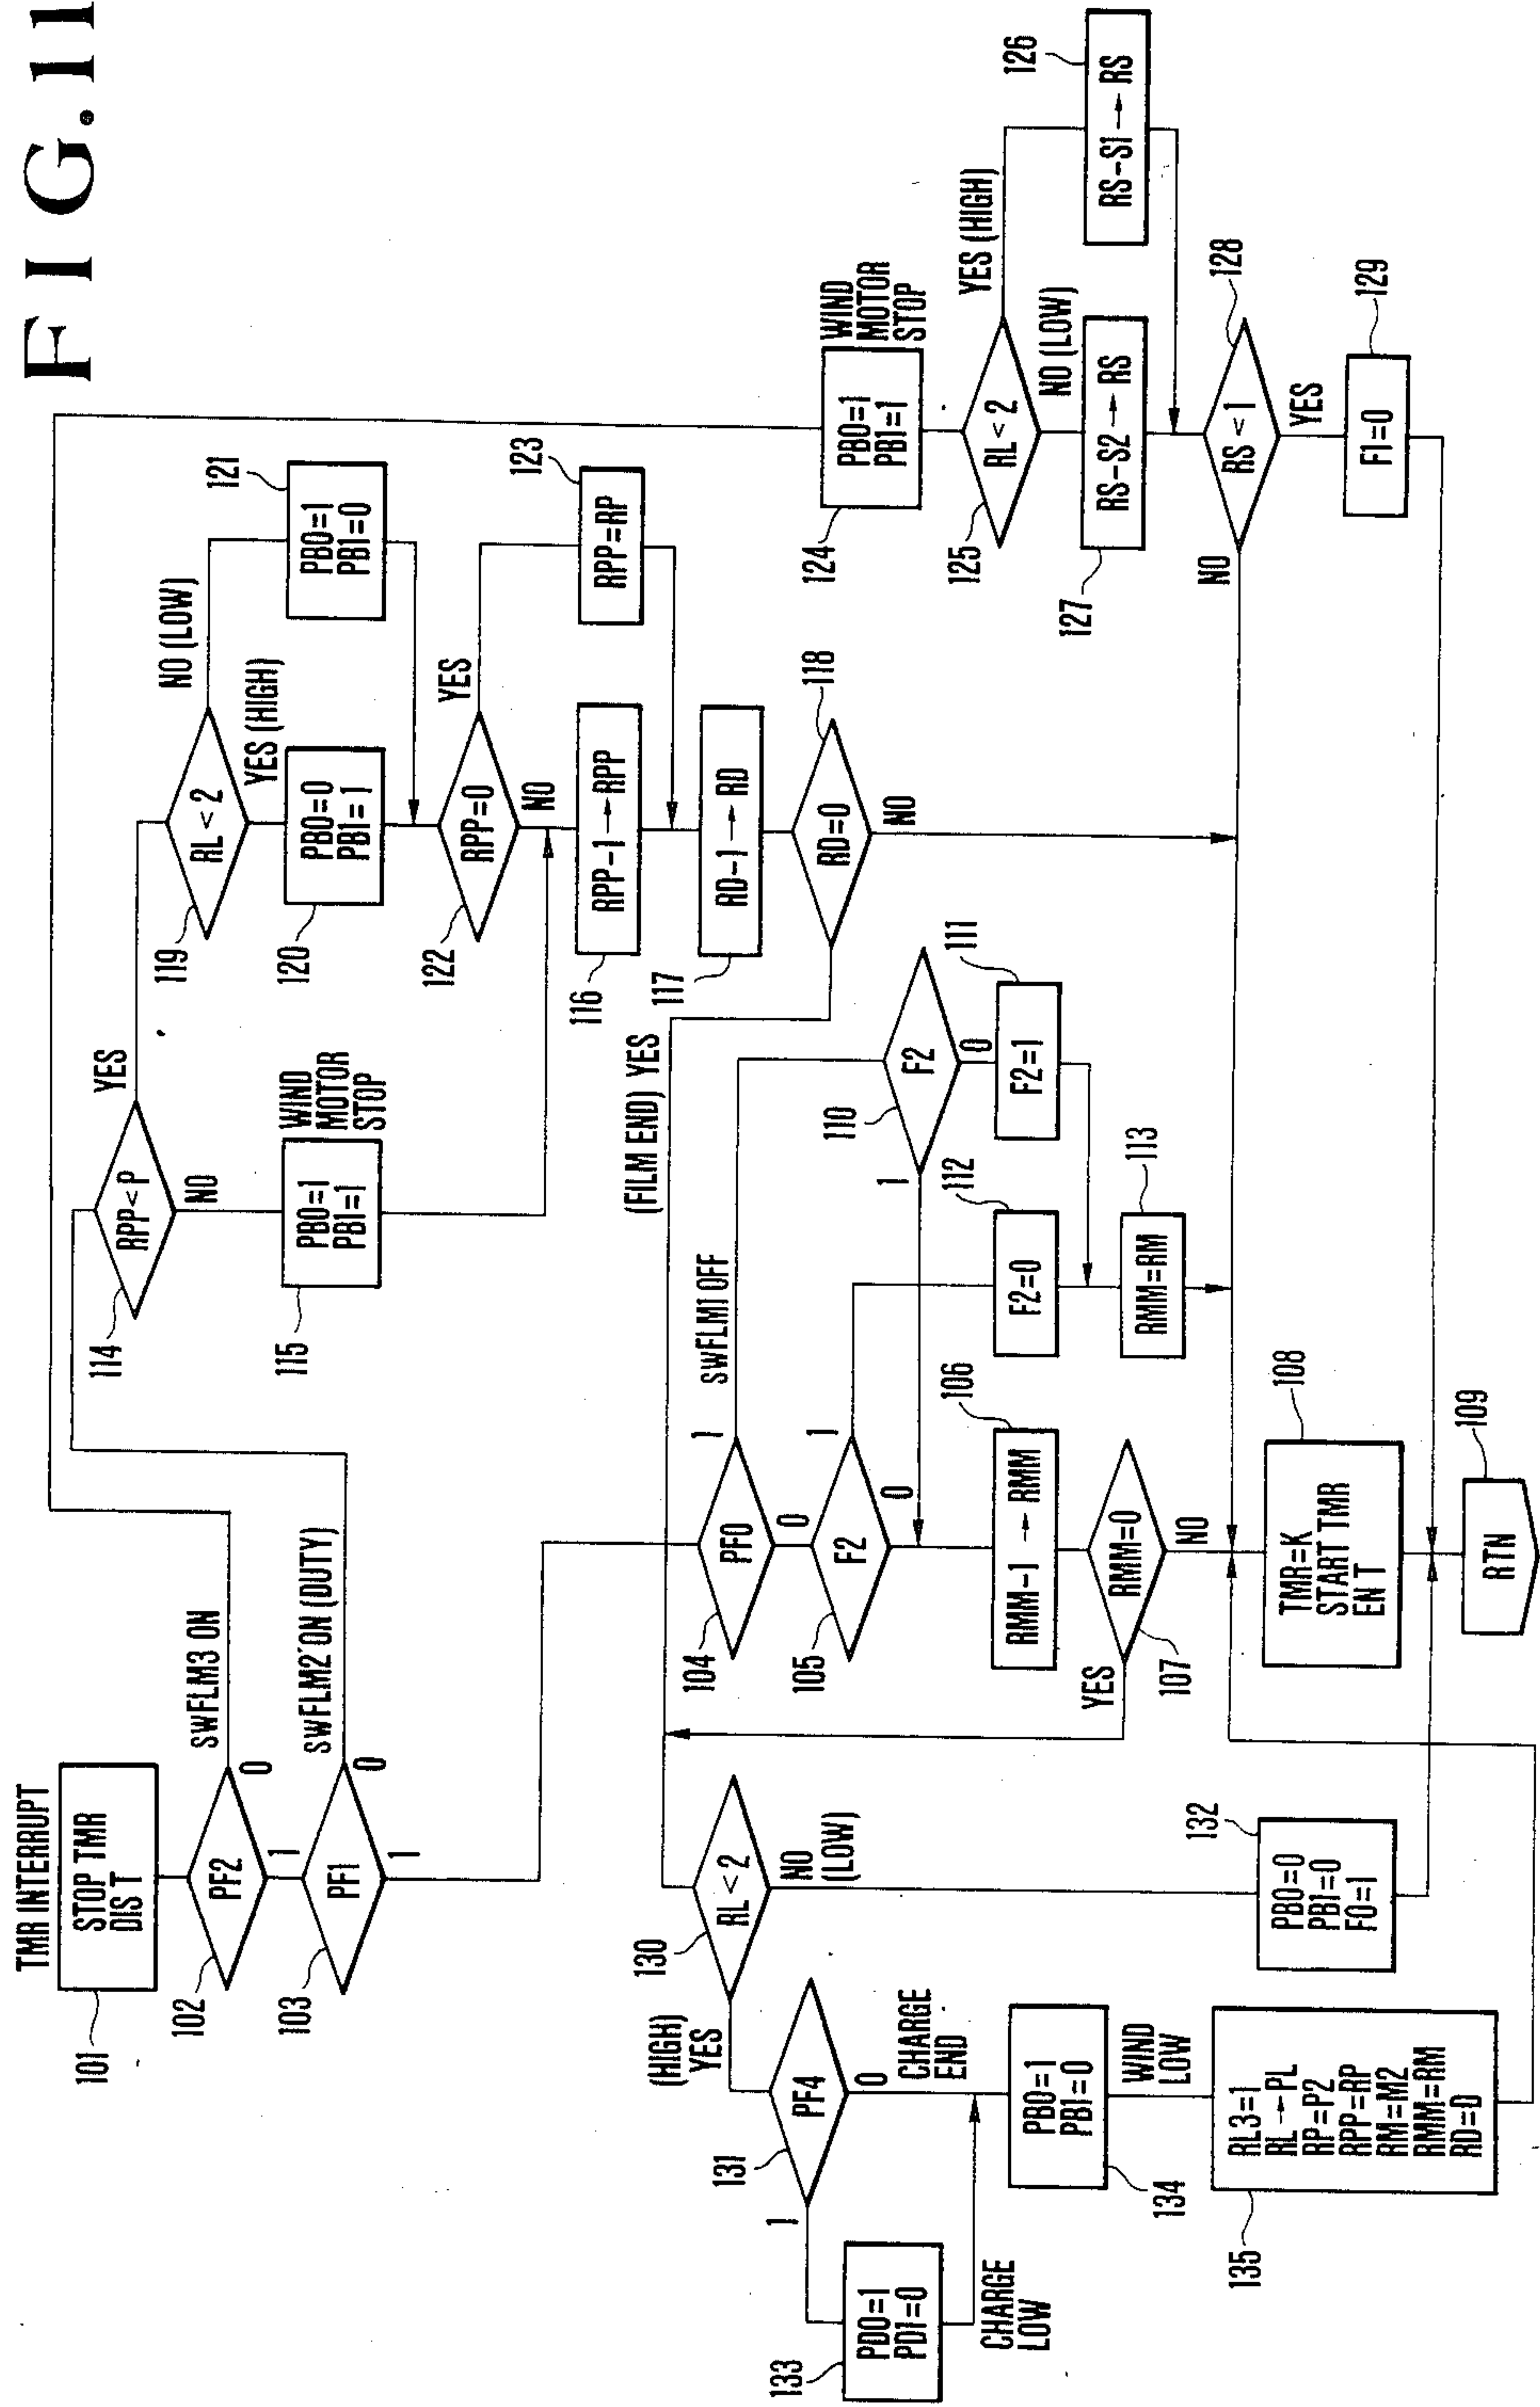 FIG.11
TMR INTERRUPT
101
STOP TMR
DIS T
102
PF2
0
SWFLM3 ON
1
103
PF1
0
SWFLM2 ON (DUTY)
1
114
RPP<P
YES
NO
115
PB0=1
PB1=1
WIND
MOTOR
STOP
119
RL<2
NO (LOW)
YES (HIGH)
120
PB0=0
PB1=1
121
PB0=1
PB1=0
122
RPP=0
YES
NO
123
RPP=RP
116
RPP-1→RPP
117
RD-1→RD
118
RD=0
NO
(FILM END) YES
124
PB0=1
PB1=1
WIND
MOTOR
STOP
125
RL<2
YES (HIGH)
NO (LOW)
126
RS-S1→RS
127
RS-S2→RS
128
RS<1
NO
YES
129
F1=0
104
PF0
1
SWFLM1 OFF
0
105
F2
1
0
110
F2
1
0
111
F2=1
112
F2=0
113
RMM=RM
106
RMM-1→RMM
107
RMM=0
YES
NO
108
TMR=K
START TMR
EN T
109
RTN
130
RL<2
(HIGH)
YES
NO
(LOW)
131
PF4
1
0
CHARGE
END
132
PB0=0
PB1=0
F0=1
133
PD0=1
PD1=0
CHARGE
LOW
134
PB0=1
PB1=0
WIND
LOW
135
RL3=1
RL→PL
RP=P2
RPP=RP
RM=M2
RMM=RM
RD=D